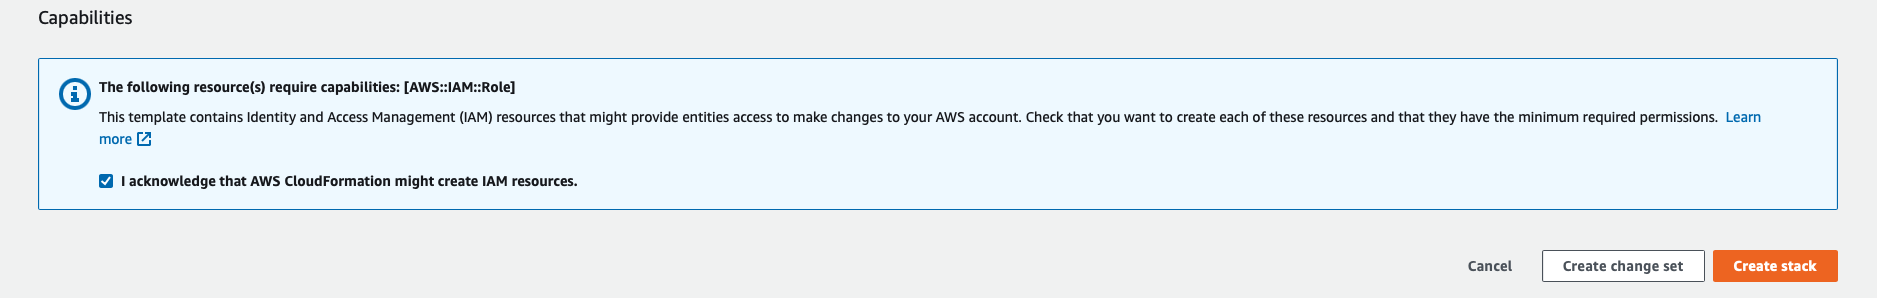 Capabilities
The following resource(s) require capabilities: [AWS::IAM::Role]
This template contains Identity and Access Management (IAM) resources that might provide entities access to make changes to your AWS account. Check that you want to create each of these resources and that they have the minimum required permissions. Learn
more
I acknowledge that AWS CloudFormation might create IAM resources.
Cancel Create change set Create stack